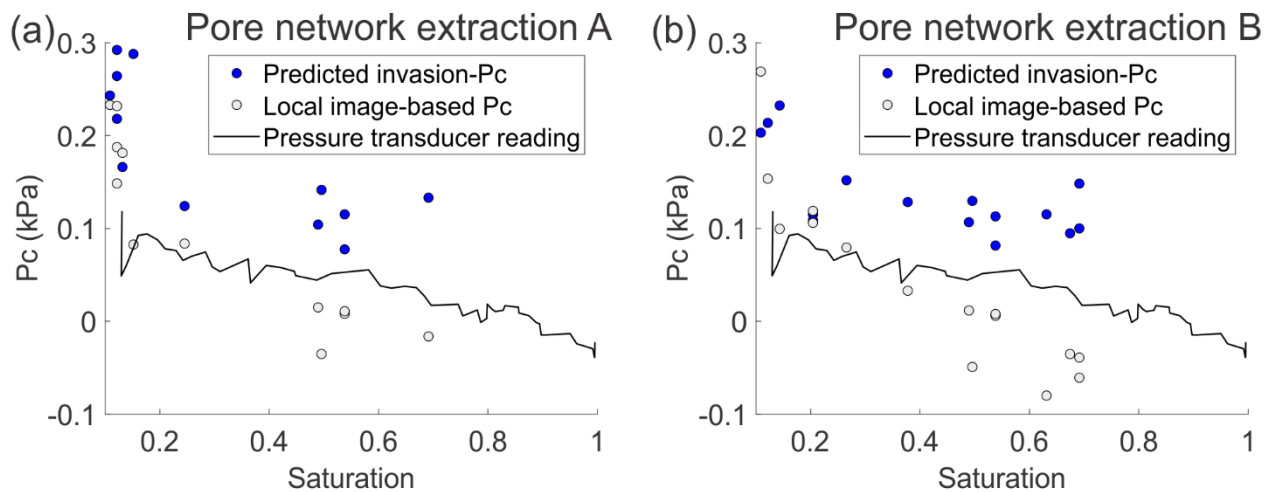 (a) Pore network extraction A
0.3
0.2
0.1
0
-0.1
Pc (kPa)
Predicted invasion-Pc
Local image-based Pc
Pressure transducer reading
0.2 0.4 0.6 0.8 1
Saturation
(b) Pore network extraction B
0.3
0.2
0.1
0
-0.1
Pc (kPa)
Predicted invasion-Pc
Local image-based Pc
Pressure transducer reading
0.2 0.4 0.6 0.8 1
Saturation